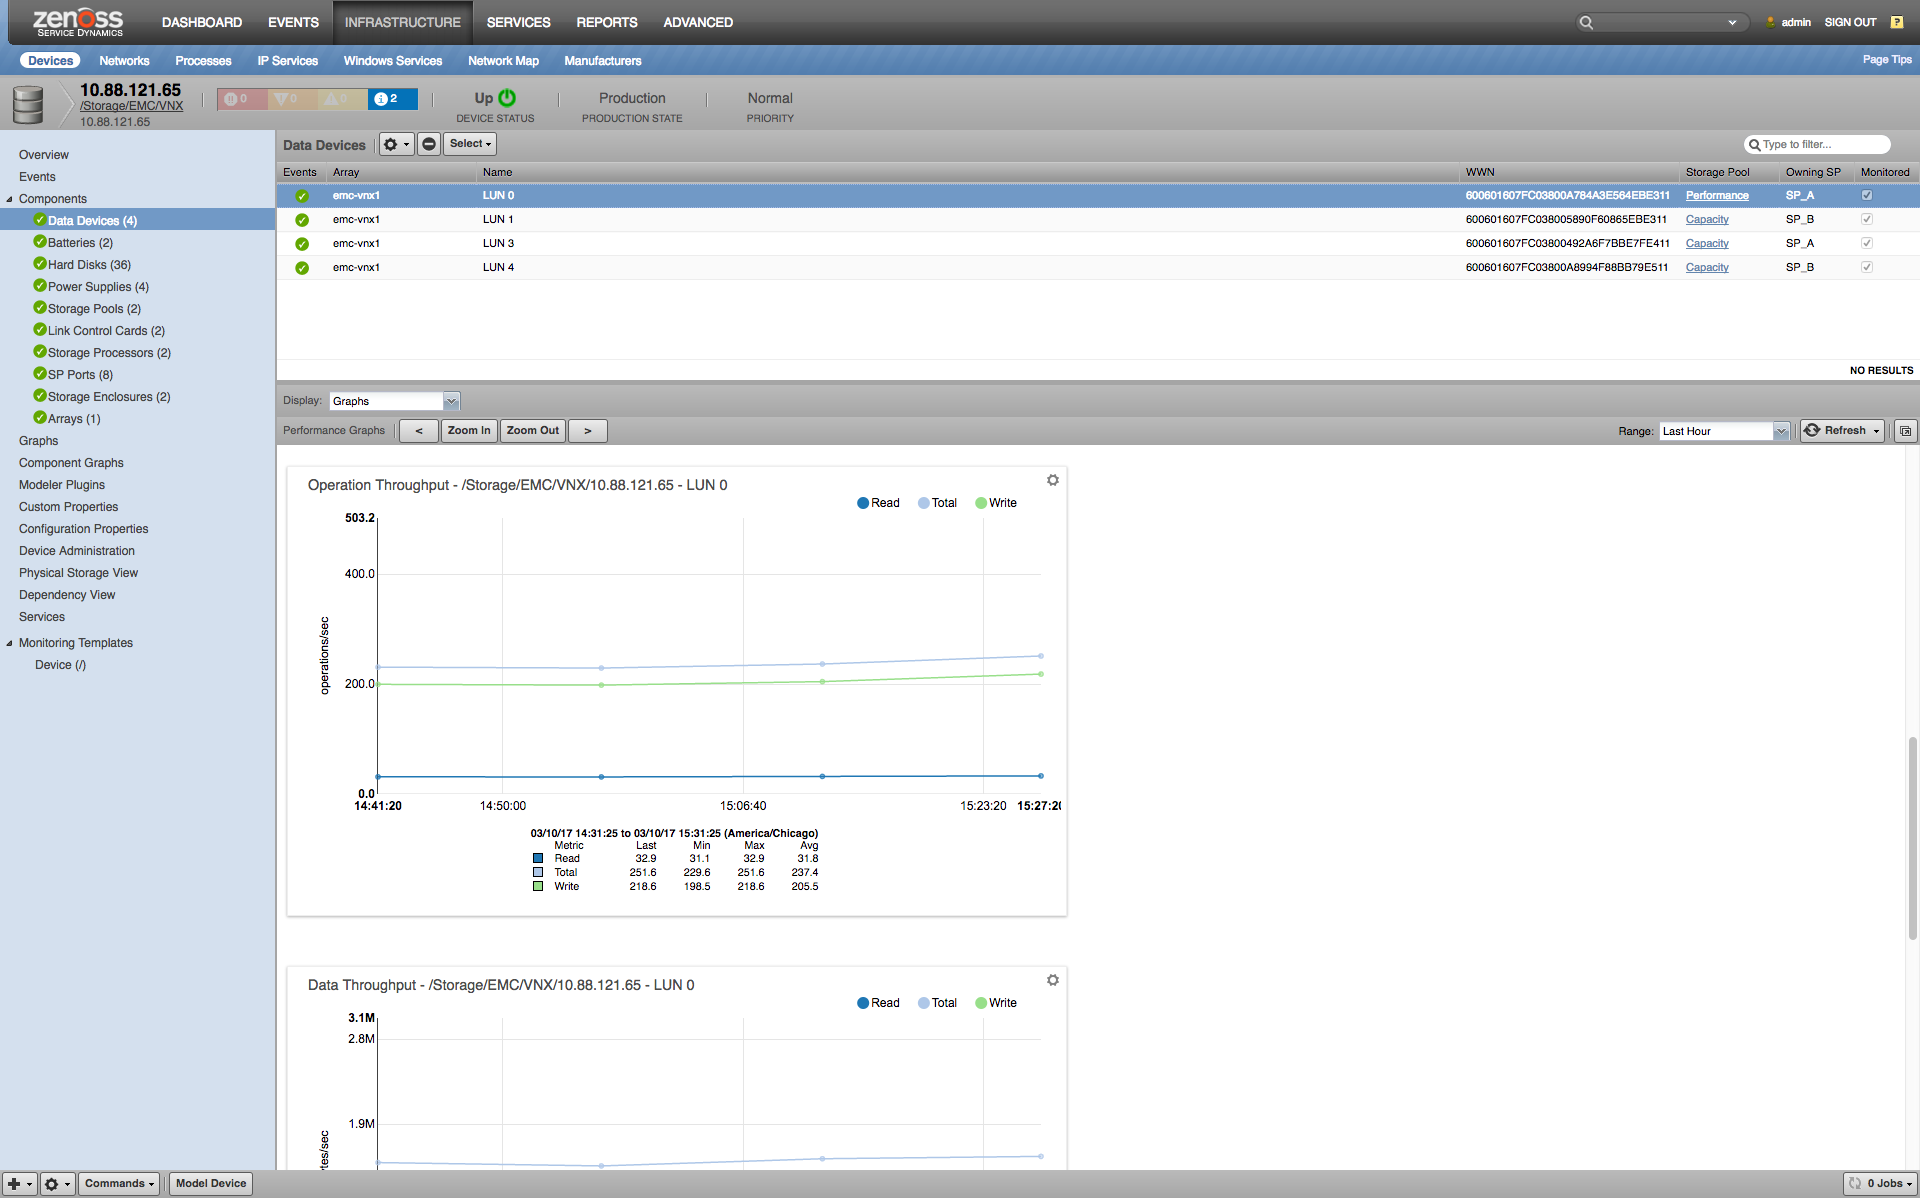 zenoss
SERVICE DYNAMICS
DASHBOARD EVENTS INFRASTRUCTURE SERVICES REPORTS ADVANCED
admin SIGN OUT ?
Devices Networks Processes IP Services Windows Services Network Map Manufacturers
Page Tips
10.88.121.65
/Storage/EMC/VNX
10.88.121.65
0 0 0 2
Up
DEVICE STATUS
Production
PRODUCTION STATE
Normal
PRIORITY
Overview
Events
Components
Data Devices (4)
Batteries (2)
Hard Disks (36)
Power Supplies (4)
Storage Pools (2)
Link Control Cards (2)
Storage Processors (2)
SP Ports (8)
Storage Enclosures (2)
Arrays (1)
Graphs
Component Graphs
Modeler Plugins
Custom Properties
Configuration Properties
Device Administration
Physical Storage View
Dependency View
Services
Monitoring Templates
Device (/)
Data Devices Select
Type to filter...
Events Array Name WWN Storage Pool Owning SP Monitored
emc-vnx1 LUN 0 600601607FC03800A784A3E564EBE311 Performance SP_A
emc-vnx1 LUN 1 600601607FC038005890F60865EBE311 Capacity SP_B
emc-vnx1 LUN 3 600601607FC03800492A6F7BBE7FE411 Capacity SP_A
emc-vnx1 LUN 4 600601607FC03800A8994F88BB79E511 Capacity SP_B
NO RESULTS
Display: Graphs
Performance Graphs < Zoom In Zoom Out >
Range: Last Hour Refresh
Operation Throughput - /Storage/EMC/VNX/10.88.121.65 - LUN 0
Read Total Write
503.2
400.0
200.0
0.0
operations/sec
14:41:20 14:50:00 15:06:40 15:23:20 15:27:20
03/10/17 14:31:25 to 03/10/17 15:31:25 (America/Chicago)
Metric Last Min Max Avg
Read 32.9 31.1 32.9 31.8
Total 251.6 229.6 251.6 237.4
Write 218.6 198.5 218.6 205.5
Data Throughput - /Storage/EMC/VNX/10.88.121.65 - LUN 0
Read Total Write
3.1M
2.8M
1.9M
tes/sec
Commands Model Device
0 Jobs